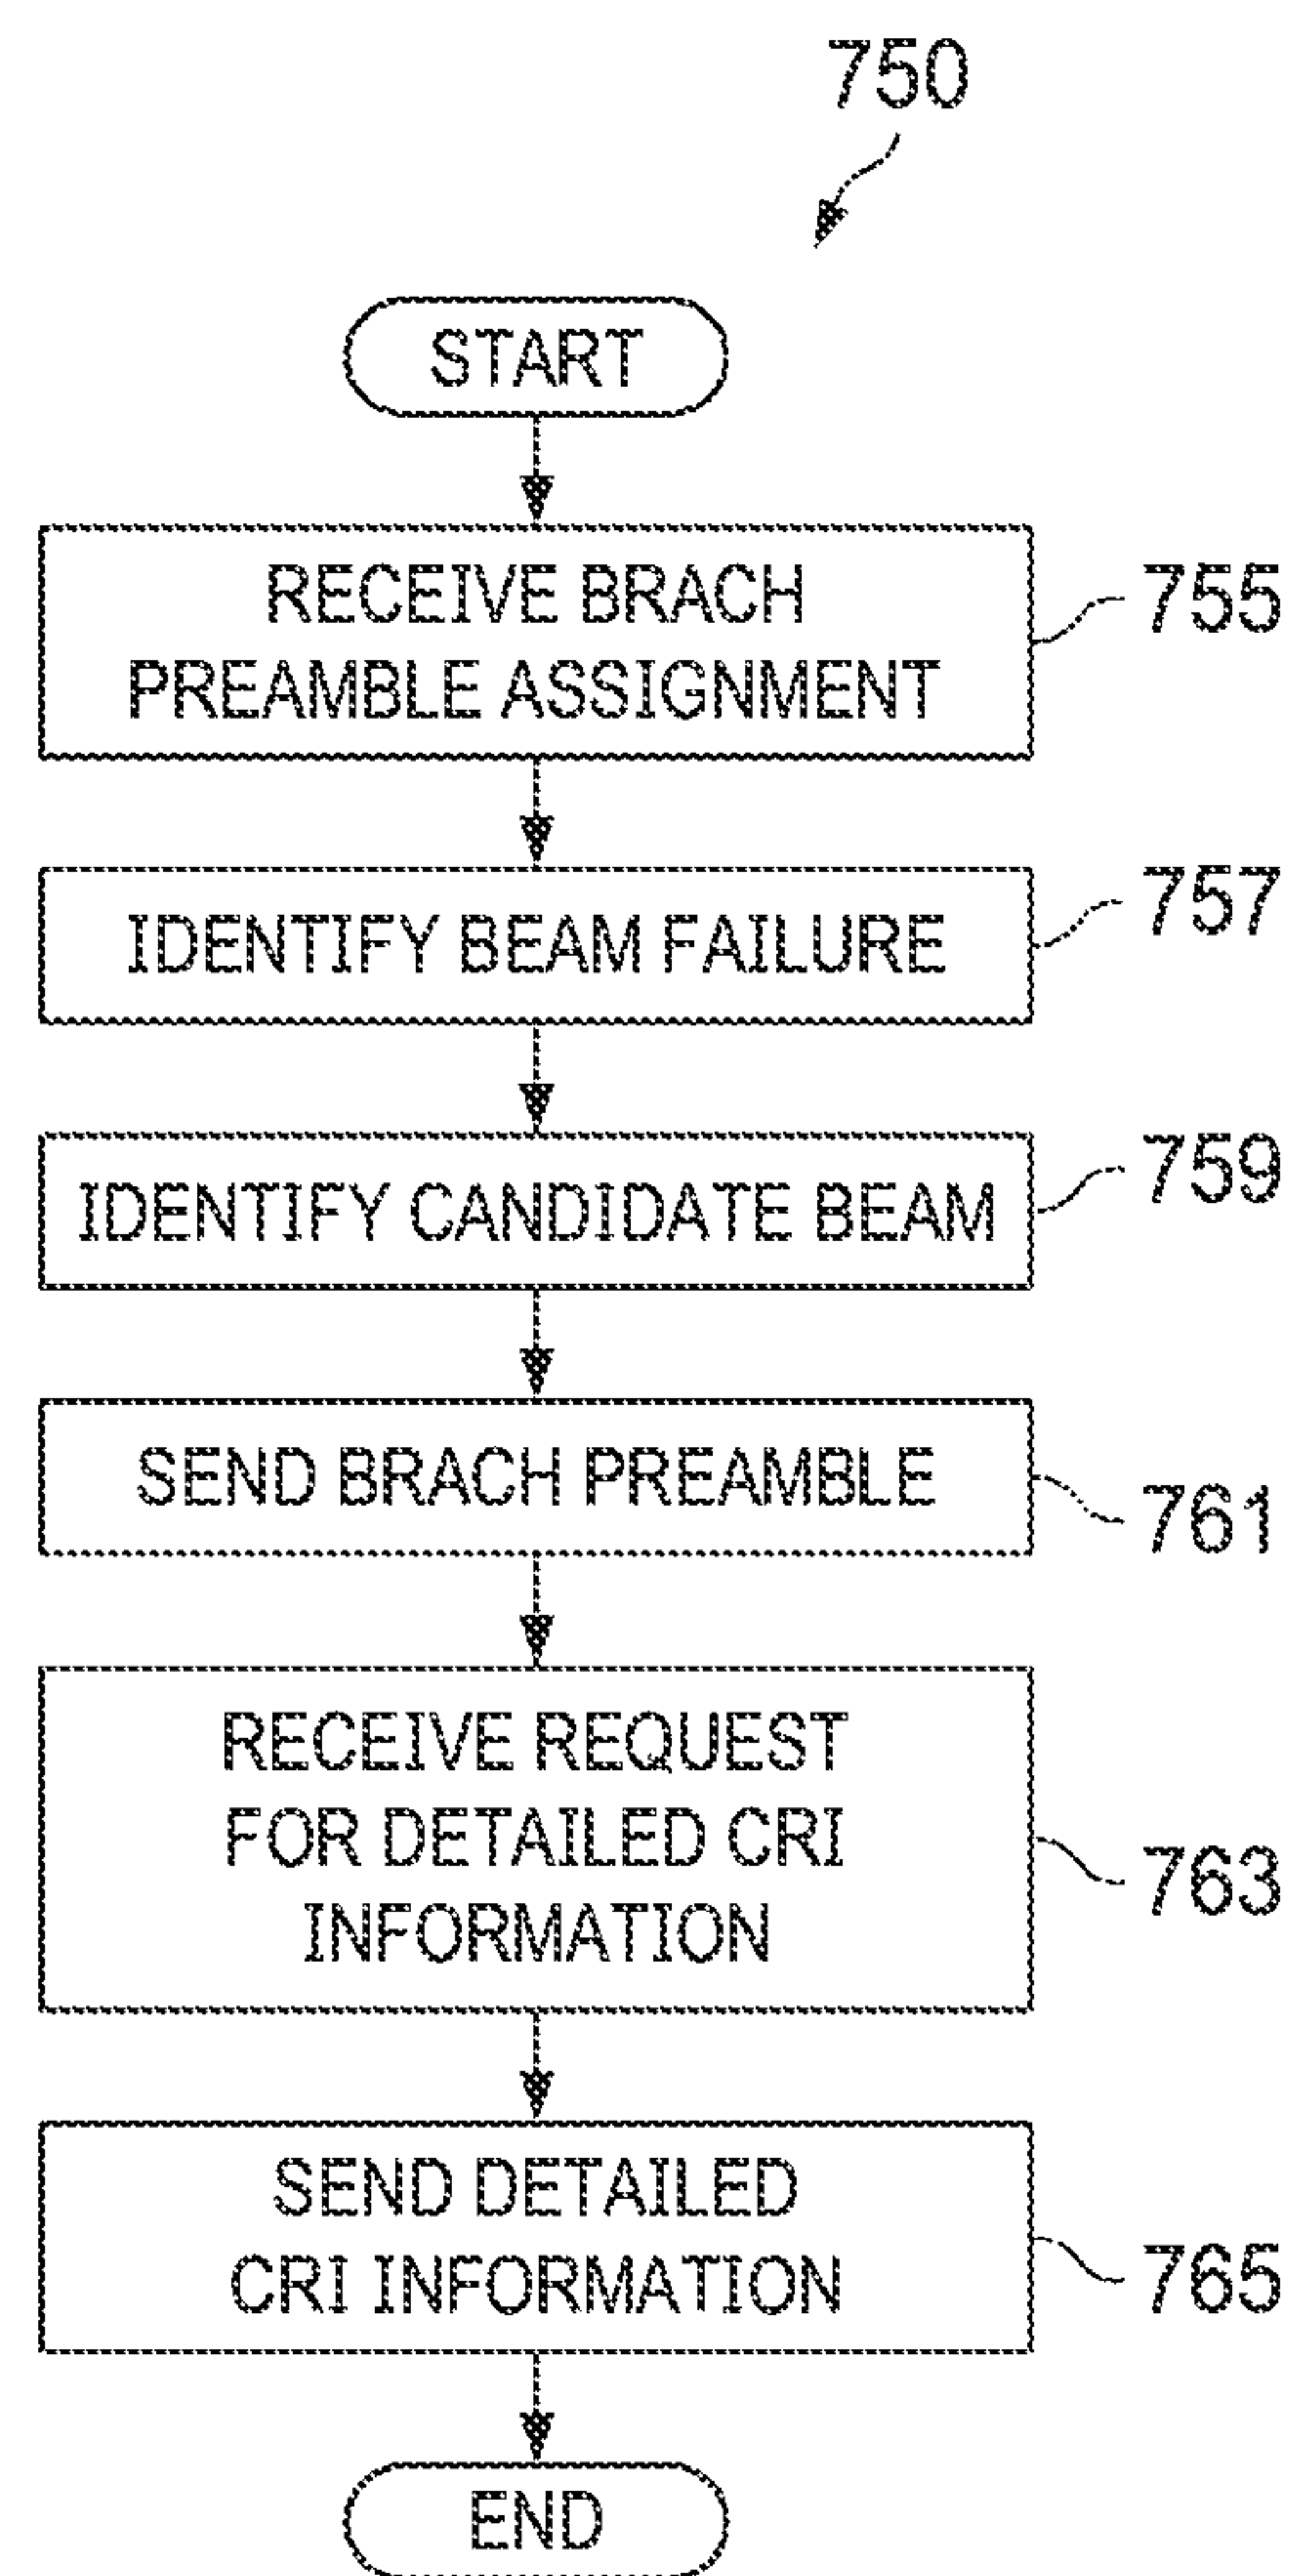 750
START
RECEIVE BRACH
PREAMBLE ASSIGNMENT
755
IDENTIFY BEAM FAILURE
757
IDENTIFY CANDIDATE BEAM
759
SEND BRACH PREAMBLE
761
RECEIVE REQUEST
FOR DETAILED CRI
INFORMATION
763
SEND DETAILED
CRI INFORMATION
765
END